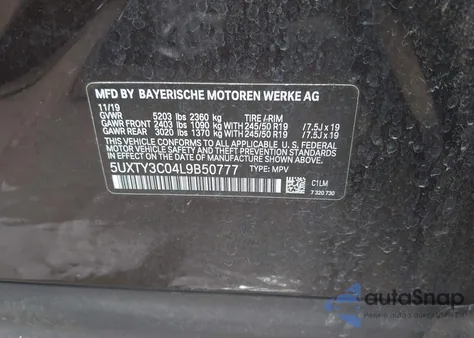 MFD BY BAYERISCHE MOTOREN WERKE AG
11/19
GVWR 5203 lbs 2360 kg TIRE /-RIM
GAWR FRONT 2403 lbs 1090 kg WITH 245/50 R19 /7.5J x 19
GAWR REAR 3020 lbs 1370 kg WITH 245/50 R19 /7.5J x 19
THIS VEHICLE CONFORMS TO ALL APPLICABLE U.S. FEDERAL
MOTOR VEHICLE SAFETY AND THEFT PREVENTION STANDARDS
IN EFFECT ON THE DATE OF MANUFACTURE SHOWN ABOVE.
5UXTY3C04L9B50777 TYPE: MPV
C1LM
7 320 730
autoSnap